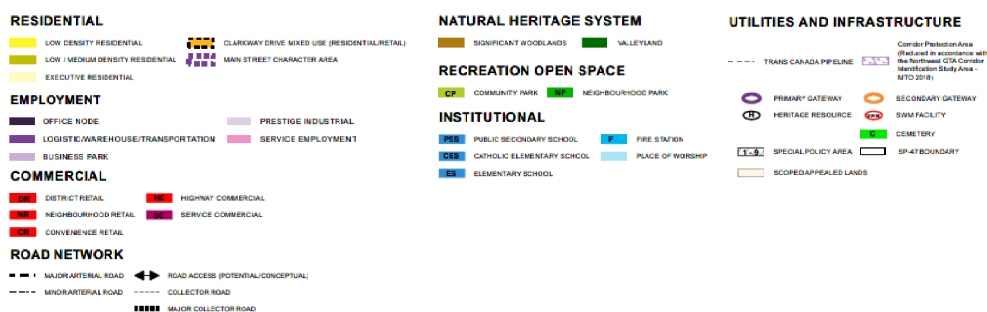 RESIDENTIAL
LOW DENSITY RESIDENTIAL
LOW / MEDIUM DENSITY RESIDENTIAL
EXECUTIVE RESIDENTIAL
CLARKWAY DRIVE MIXED USE (RESIDENTIAL/RETAIL)
MAIN STREET CHARACTER AREA
EMPLOYMENT
OFFICE NODE
LOGISTIC/WAREHOUSE/TRANSPORTATION
BUSINESS PARK
PRESTIGE INDUSTRIAL
SERVICE EMPLOYMENT
COMMERCIAL
DR DISTRICT RETAIL
NR NEIGHBOURHOOD RETAIL
CR CONVENIENCE RETAIL
HC HIGHWAY COMMERCIAL
SC SERVICE COMMERCIAL
ROAD NETWORK
MAJOR ARTERIAL ROAD
MINOR ARTERIAL ROAD
ROAD ACCESS (POTENTIAL/CONCEPTUAL)
COLLECTOR ROAD
MAJOR COLLECTOR ROAD
NATURAL HERITAGE SYSTEM
SIGNIFICANT WOODLANDS
VALLEYLAND
RECREATION OPEN SPACE
CP COMMUNITY PARK
NP NEIGHBOURHOOD PARK
INSTITUTIONAL
PSS PUBLIC SECONDARY SCHOOL
CES CATHOLIC ELEMENTARY SCHOOL
ES ELEMENTARY SCHOOL
F FIRE STATION
PLACE OF WORSHIP
UTILITIES AND INFRASTRUCTURE
TRANS CANADA PIPELINE
Corridor Protection Area
(Reduced in accordance with
the Northwest GTA Corridor
Identification Study Area -
MTO 2018)
PRIMARY GATEWAY
SECONDARY GATEWAY
H HERITAGE RESOURCE
SWM SWM FACILITY
C CEMETERY
1 - 9 SPECIAL POLICY AREA
SP-47 BOUNDARY
SCOPED APPEALED LANDS